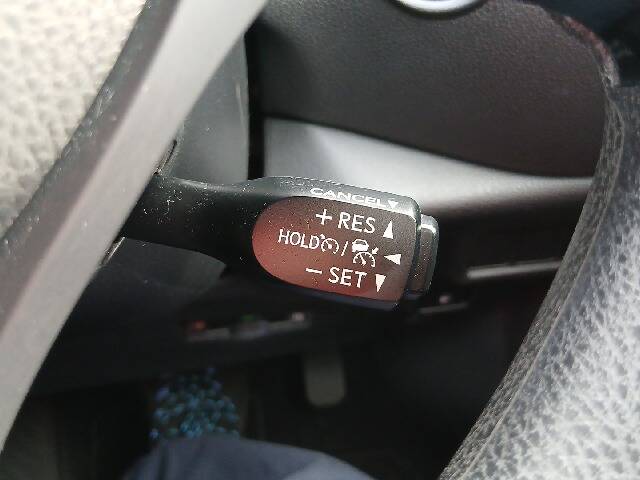 CANCEL
+ RES
HOLD /
- SET